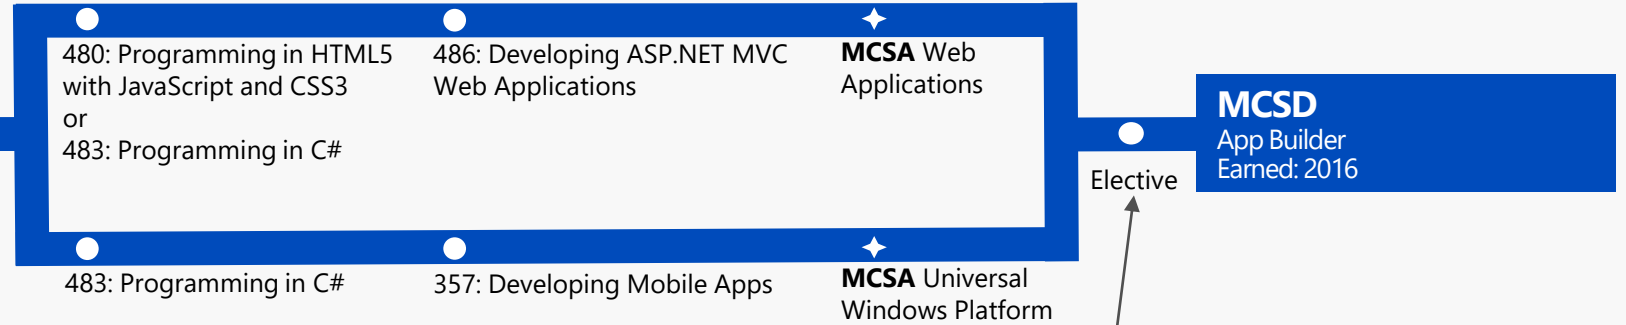 480: Programming in HTML5
with JavaScript and CSS3
or
483: Programming in C#
486: Developing ASP.NET MVC
Web Applications
MCSA Web
Applications
483: Programming in C#
357: Developing Mobile Apps
MCSA Universal
Windows Platform
Elective
MCSD
App Builder
Earned: 2016